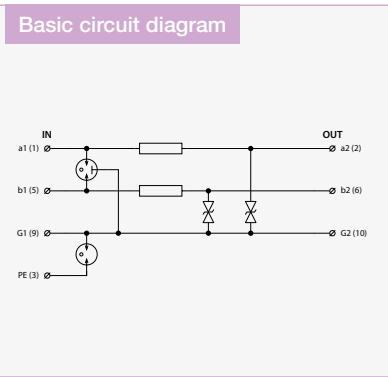 Basic circuit diagram
IN OUT
a1 (1) a2 (2)
b1 (5) b2 (6)
G1 (9) G2 (10)
PE (3)